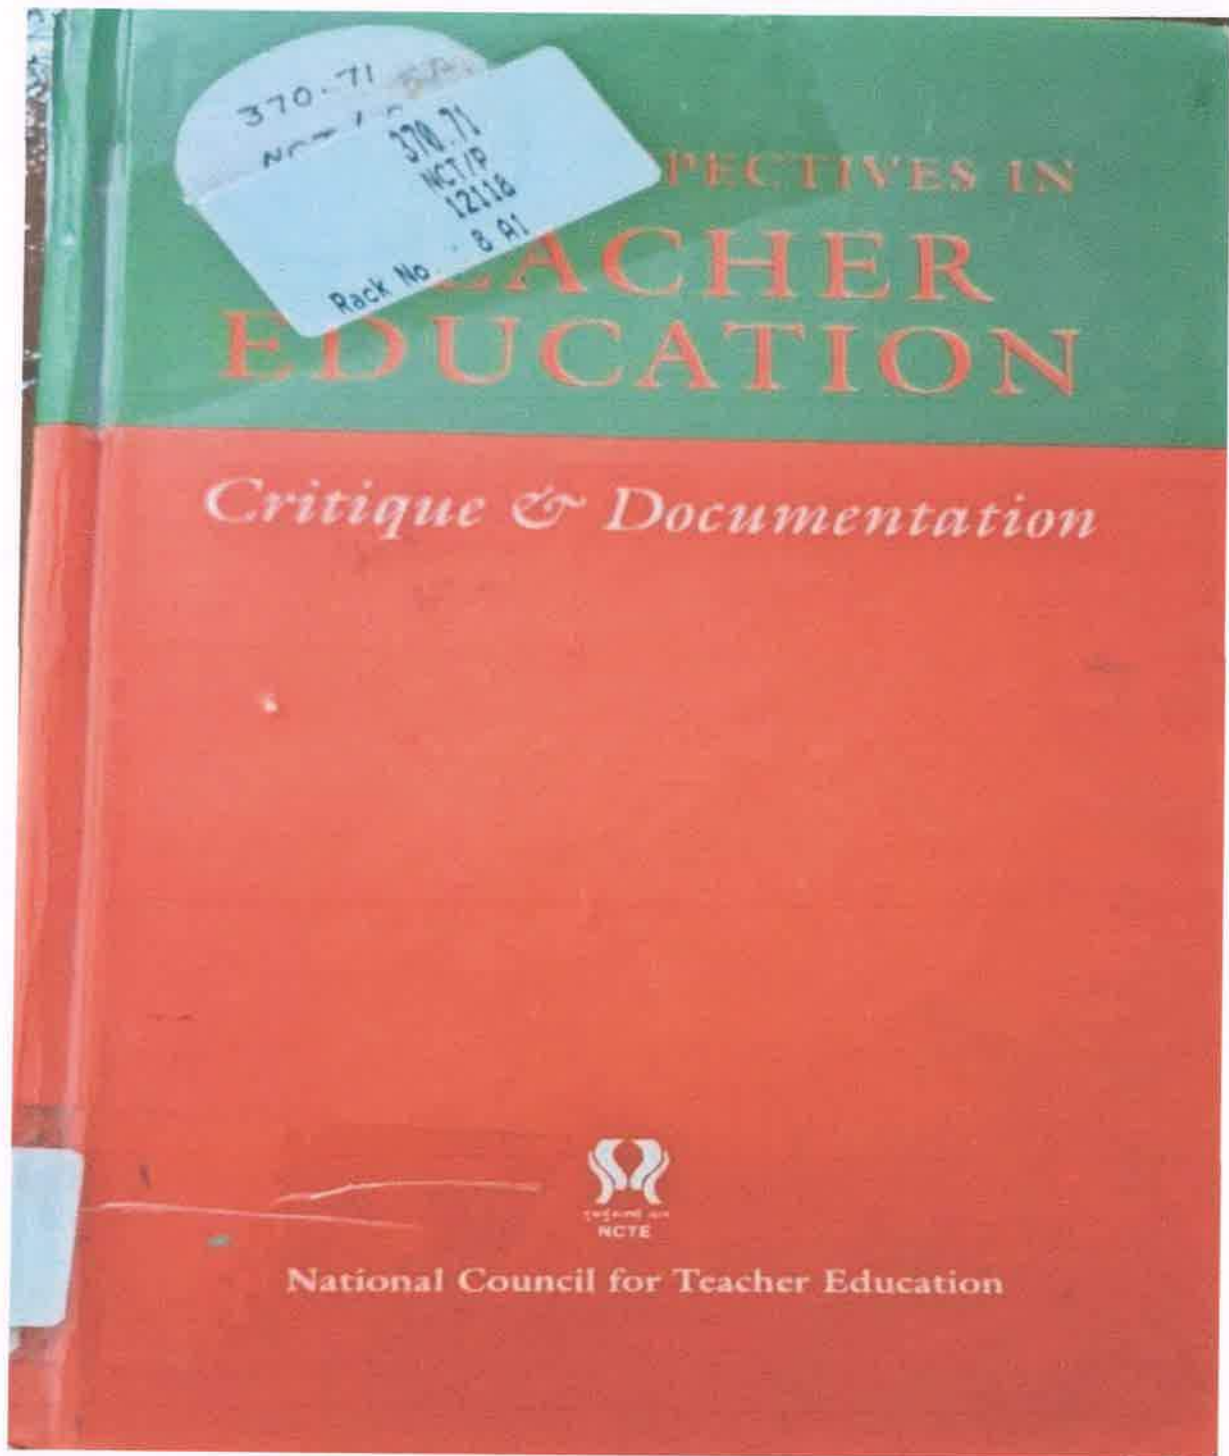 370.71
370.71
NCT/P
12118
Rack No. - 8 A1
PECTIVES IN
EACHER
EDUCATION
Critique & Documentation
NCTE
National Council for Teacher Education